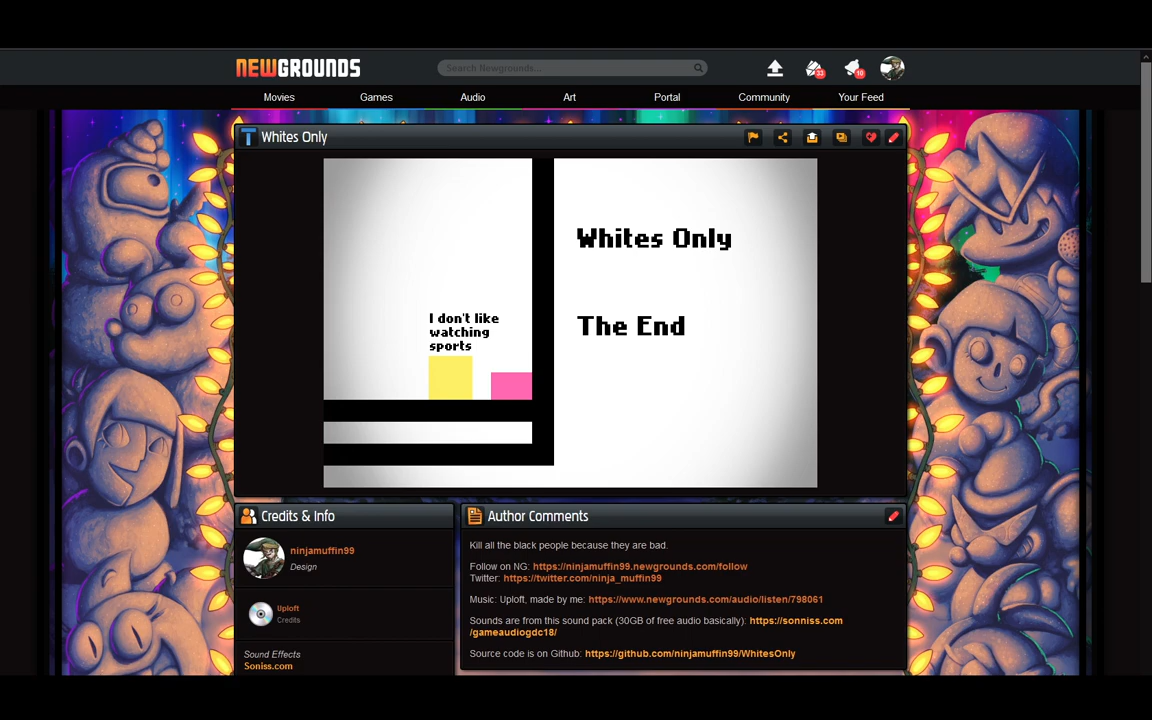 NEWGROUNDS
Search Newgrounds...
33
10
Movies
Games
Audio
Art
Portal
Community
Your Feed
Whites Only
I don't like
watching
sports
Whites Only
The End
Credits & Info
ninjamuffin99
Design
Uploft
Credits
Sound Effects
Soniss.com
Author Comments
Kill all the black people because they are bad.
Follow on NG: https://ninjamuffin99.newgrounds.com/follow
Twitter: https://twitter.com/ninja_muffin99
Music: Uploft, made by me: https://www.newgrounds.com/audio/listen/798061
Sounds are from this sound pack (30GB of free audio basically): https://sonniss.com
/gameaudiogdc18/
Source code is on Github: https://github.com/ninjamuffin99/WhitesOnly